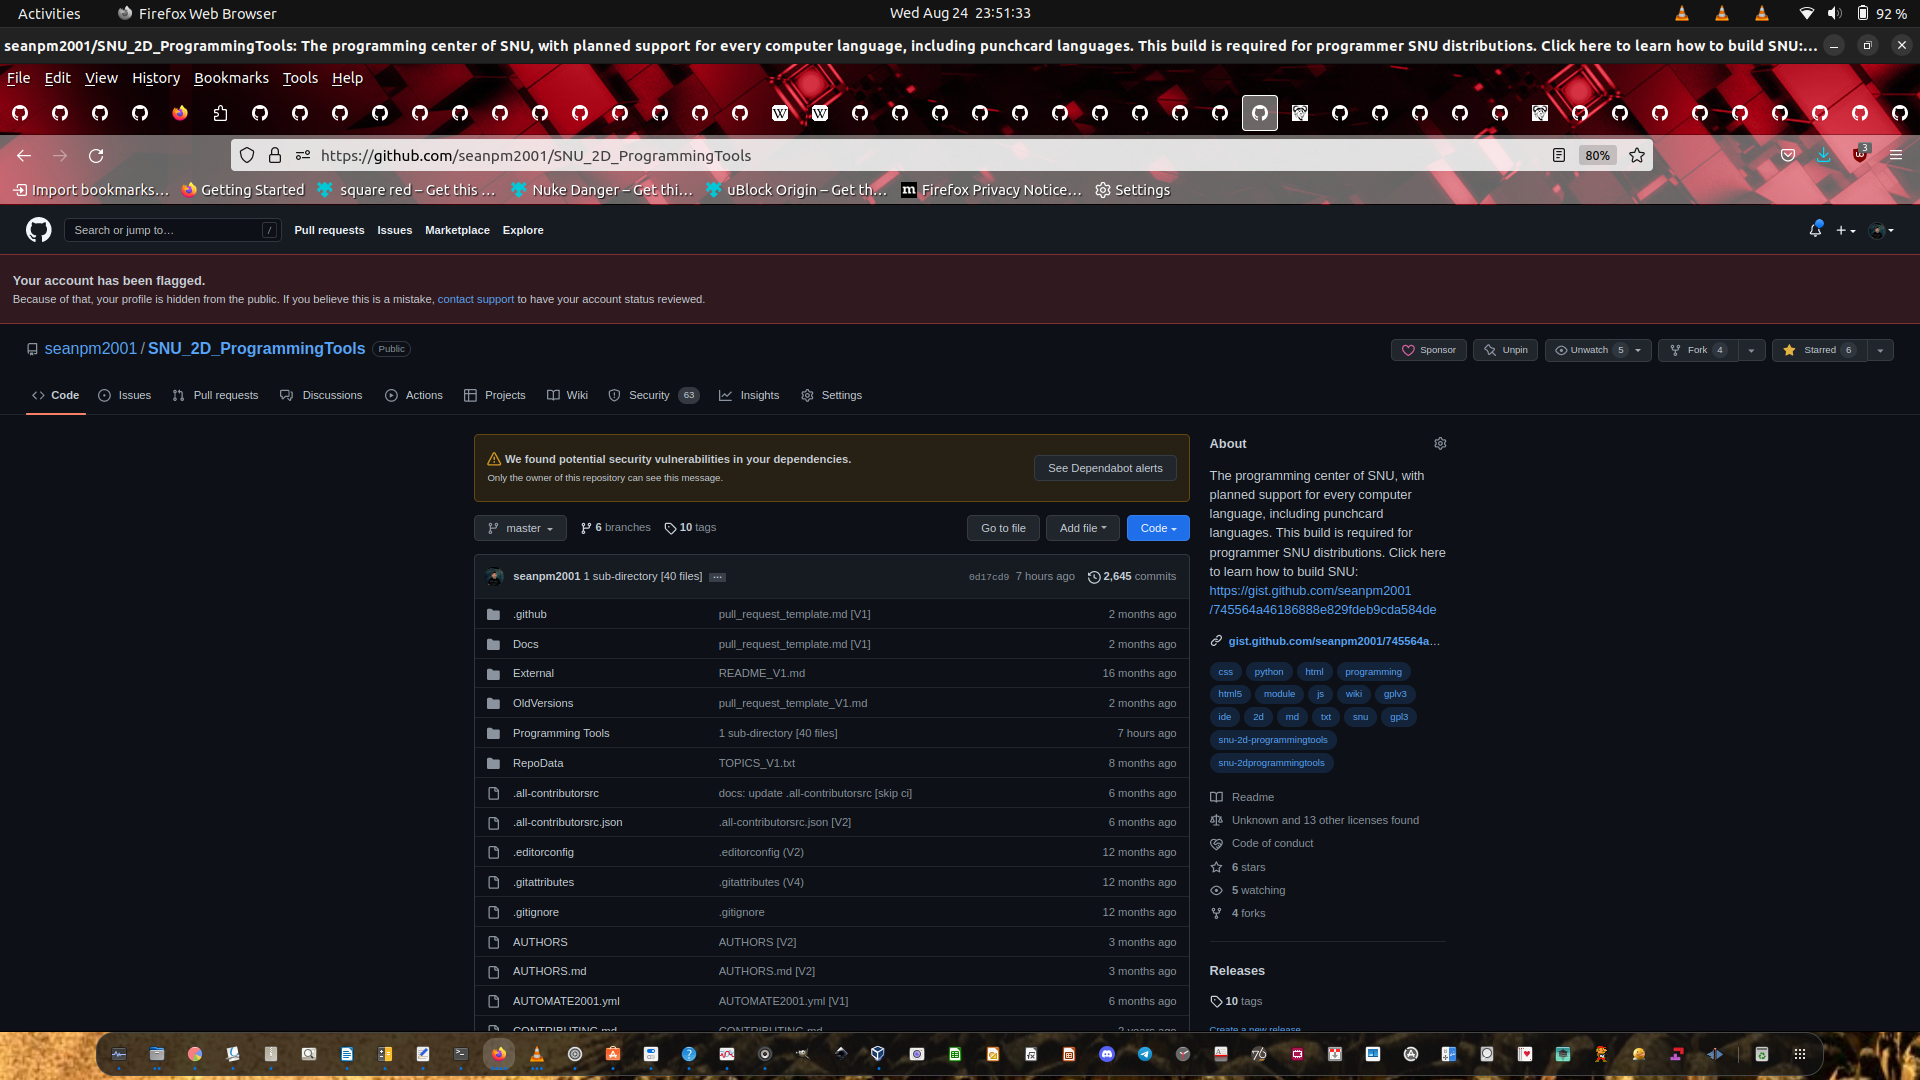 Activities
Firefox Web Browser
Wed Aug 24 23:51:33
92 %
seanpm2001/SNU_2D_ProgrammingTools: The programming center of SNU, with planned support for every computer language, including punchcard languages. This build is required for programmer SNU distributions. Click here to learn how to build SNU:...
File Edit View History Bookmarks Tools Help
https://github.com/seanpm2001/SNU_2D_ProgrammingTools
80%
3
Import bookmarks... Getting Started square red – Get this ... Nuke Danger – Get thi... uBlock Origin – Get th... Firefox Privacy Notice... Settings
Search or jump to...
/
Pull requests Issues Marketplace Explore
Your account has been flagged.
Because of that, your profile is hidden from the public. If you believe this is a mistake, contact support to have your account status reviewed.
seanpm2001 / SNU_2D_ProgrammingTools Public
Sponsor Unpin Unwatch 5 Fork 4 Starred 6
Code Issues Pull requests Discussions Actions Projects Wiki Security 63 Insights Settings
We found potential security vulnerabilities in your dependencies.
Only the owner of this repository can see this message.
See Dependabot alerts
master 6 branches 10 tags
Go to file Add file Code
seanpm2001 1 sub-directory [40 files] ... 0d17cd9 7 hours ago 2,645 commits
.github pull_request_template.md [V1] 2 months ago
Docs pull_request_template.md [V1] 2 months ago
External README_V1.md 16 months ago
OldVersions pull_request_template_V1.md 2 months ago
Programming Tools 1 sub-directory [40 files] 7 hours ago
RepoData TOPICS_V1.txt 8 months ago
.all-contributorsrc docs: update .all-contributorsrc [skip ci] 6 months ago
.all-contributorsrc.json .all-contributorsrc.json [V2] 6 months ago
.editorconfig .editorconfig (V2) 12 months ago
.gitattributes .gitattributes (V4) 12 months ago
.gitignore .gitignore 12 months ago
AUTHORS AUTHORS [V2] 3 months ago
AUTHORS.md AUTHORS.md [V2] 3 months ago
AUTOMATE2001.yml AUTOMATE2001.yml [V1] 6 months ago
CONTRIBUTING.md CONTRIBUTING.md 2 years ago
About
The programming center of SNU, with
planned support for every computer
language, including punchcard
languages. This build is required for
programmer SNU distributions. Click here
to learn how to build SNU:
https://gist.github.com/seanpm2001
/745564a46186888e829fdeb9cda584de
gist.github.com/seanpm2001/745564a...
css python html programming
html5 module js wiki gplv3
ide 2d md txt snu gpl3
snu-2d-programmingtools
snu-2dprogrammingtools
Readme
Unknown and 13 other licenses found
Code of conduct
6 stars
5 watching
4 forks
Releases
10 tags
Create a new release